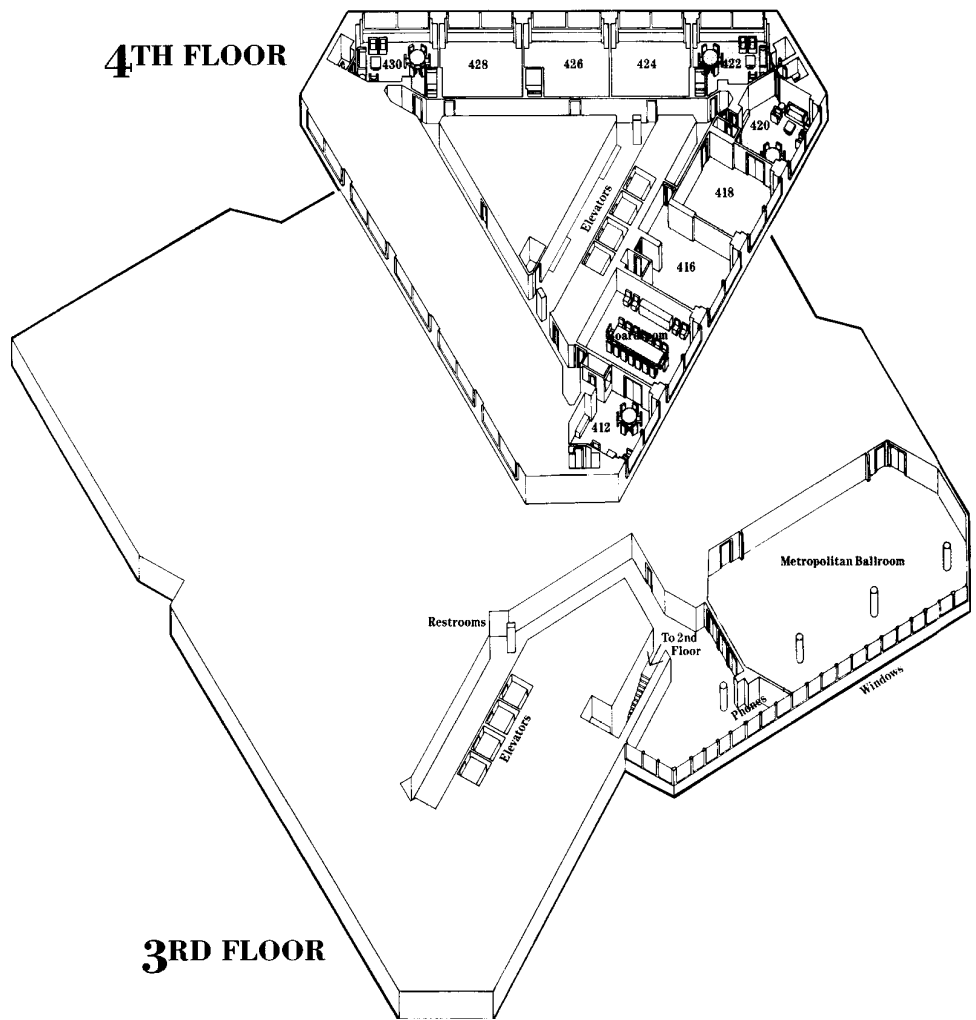 4TH FLOOR
430
428
426
424
422
420
418
Elevators
416
Boardroom
412
Metropolitan Ballroom
Restrooms
To 2nd
Floor
Windows
Phones
Elevators
3RD FLOOR